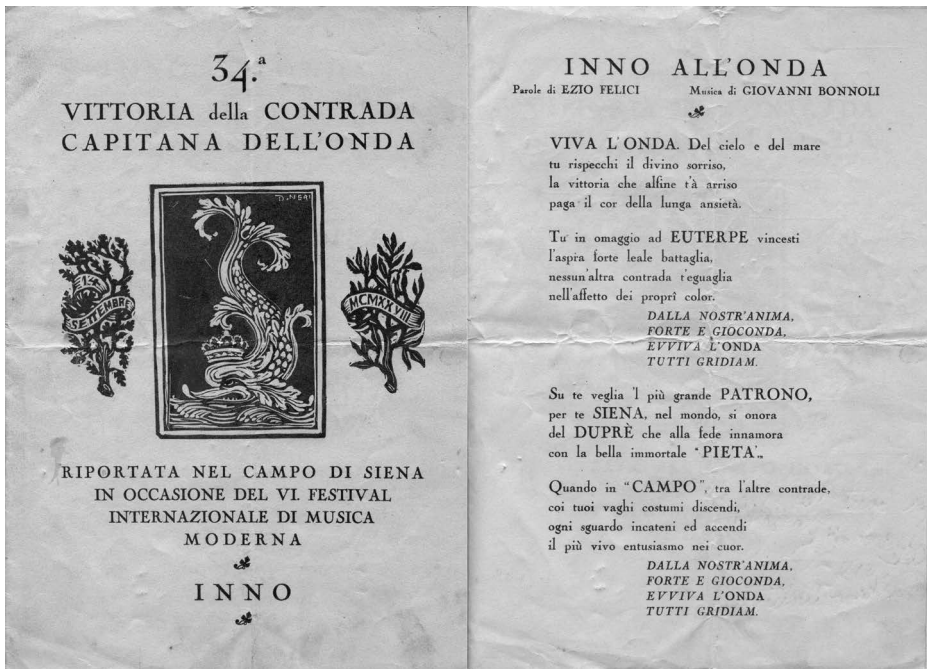 34.ª
VITTORIA della CONTRADA
CAPITANA DELL'ONDA
SETTEMBRE
MCMXXVIII
RIPORTATA NEL CAMPO DI SIENA
IN OCCASIONE DEL VI. FESTIVAL
INTERNAZIONALE DI MUSICA
MODERNA
INNO
INNO ALL'ONDA
Parole di EZIO FELICI Musica di GIOVANNI BONNOLI
VIVA L'ONDA. Del cielo e del mare
tu rispecchi il divino sorriso,
la vittoria che alfine t'à arriso
paga il cor della lunga ansietà.
Tu in omaggio ad EUTERPE vincesti
l'aspra forte leale battaglia,
nessun'altra contrada t'eguaglia
nell'affetto dei proprî color.
DALLA NOSTR'ANIMA,
FORTE E GIOCONDA,
EVVIVA L'ONDA
TUTTI GRIDIAM.
Su te veglia 'l più grande PATRONO,
per te SIENA, nel mondo, si onora
del DUPRÈ che alla fede innamora
con la bella immortale "PIETA'„
Quando in "CAMPO", tra l'altre contrade,
coi tuoi vaghi costumi discendi,
ogni sguardo incateni ed accendi
il più vivo entusiasmo nei cuor.
DALLA NOSTR'ANIMA,
FORTE E GIOCONDA,
EVVIVA L'ONDA
TUTTI GRIDIAM.